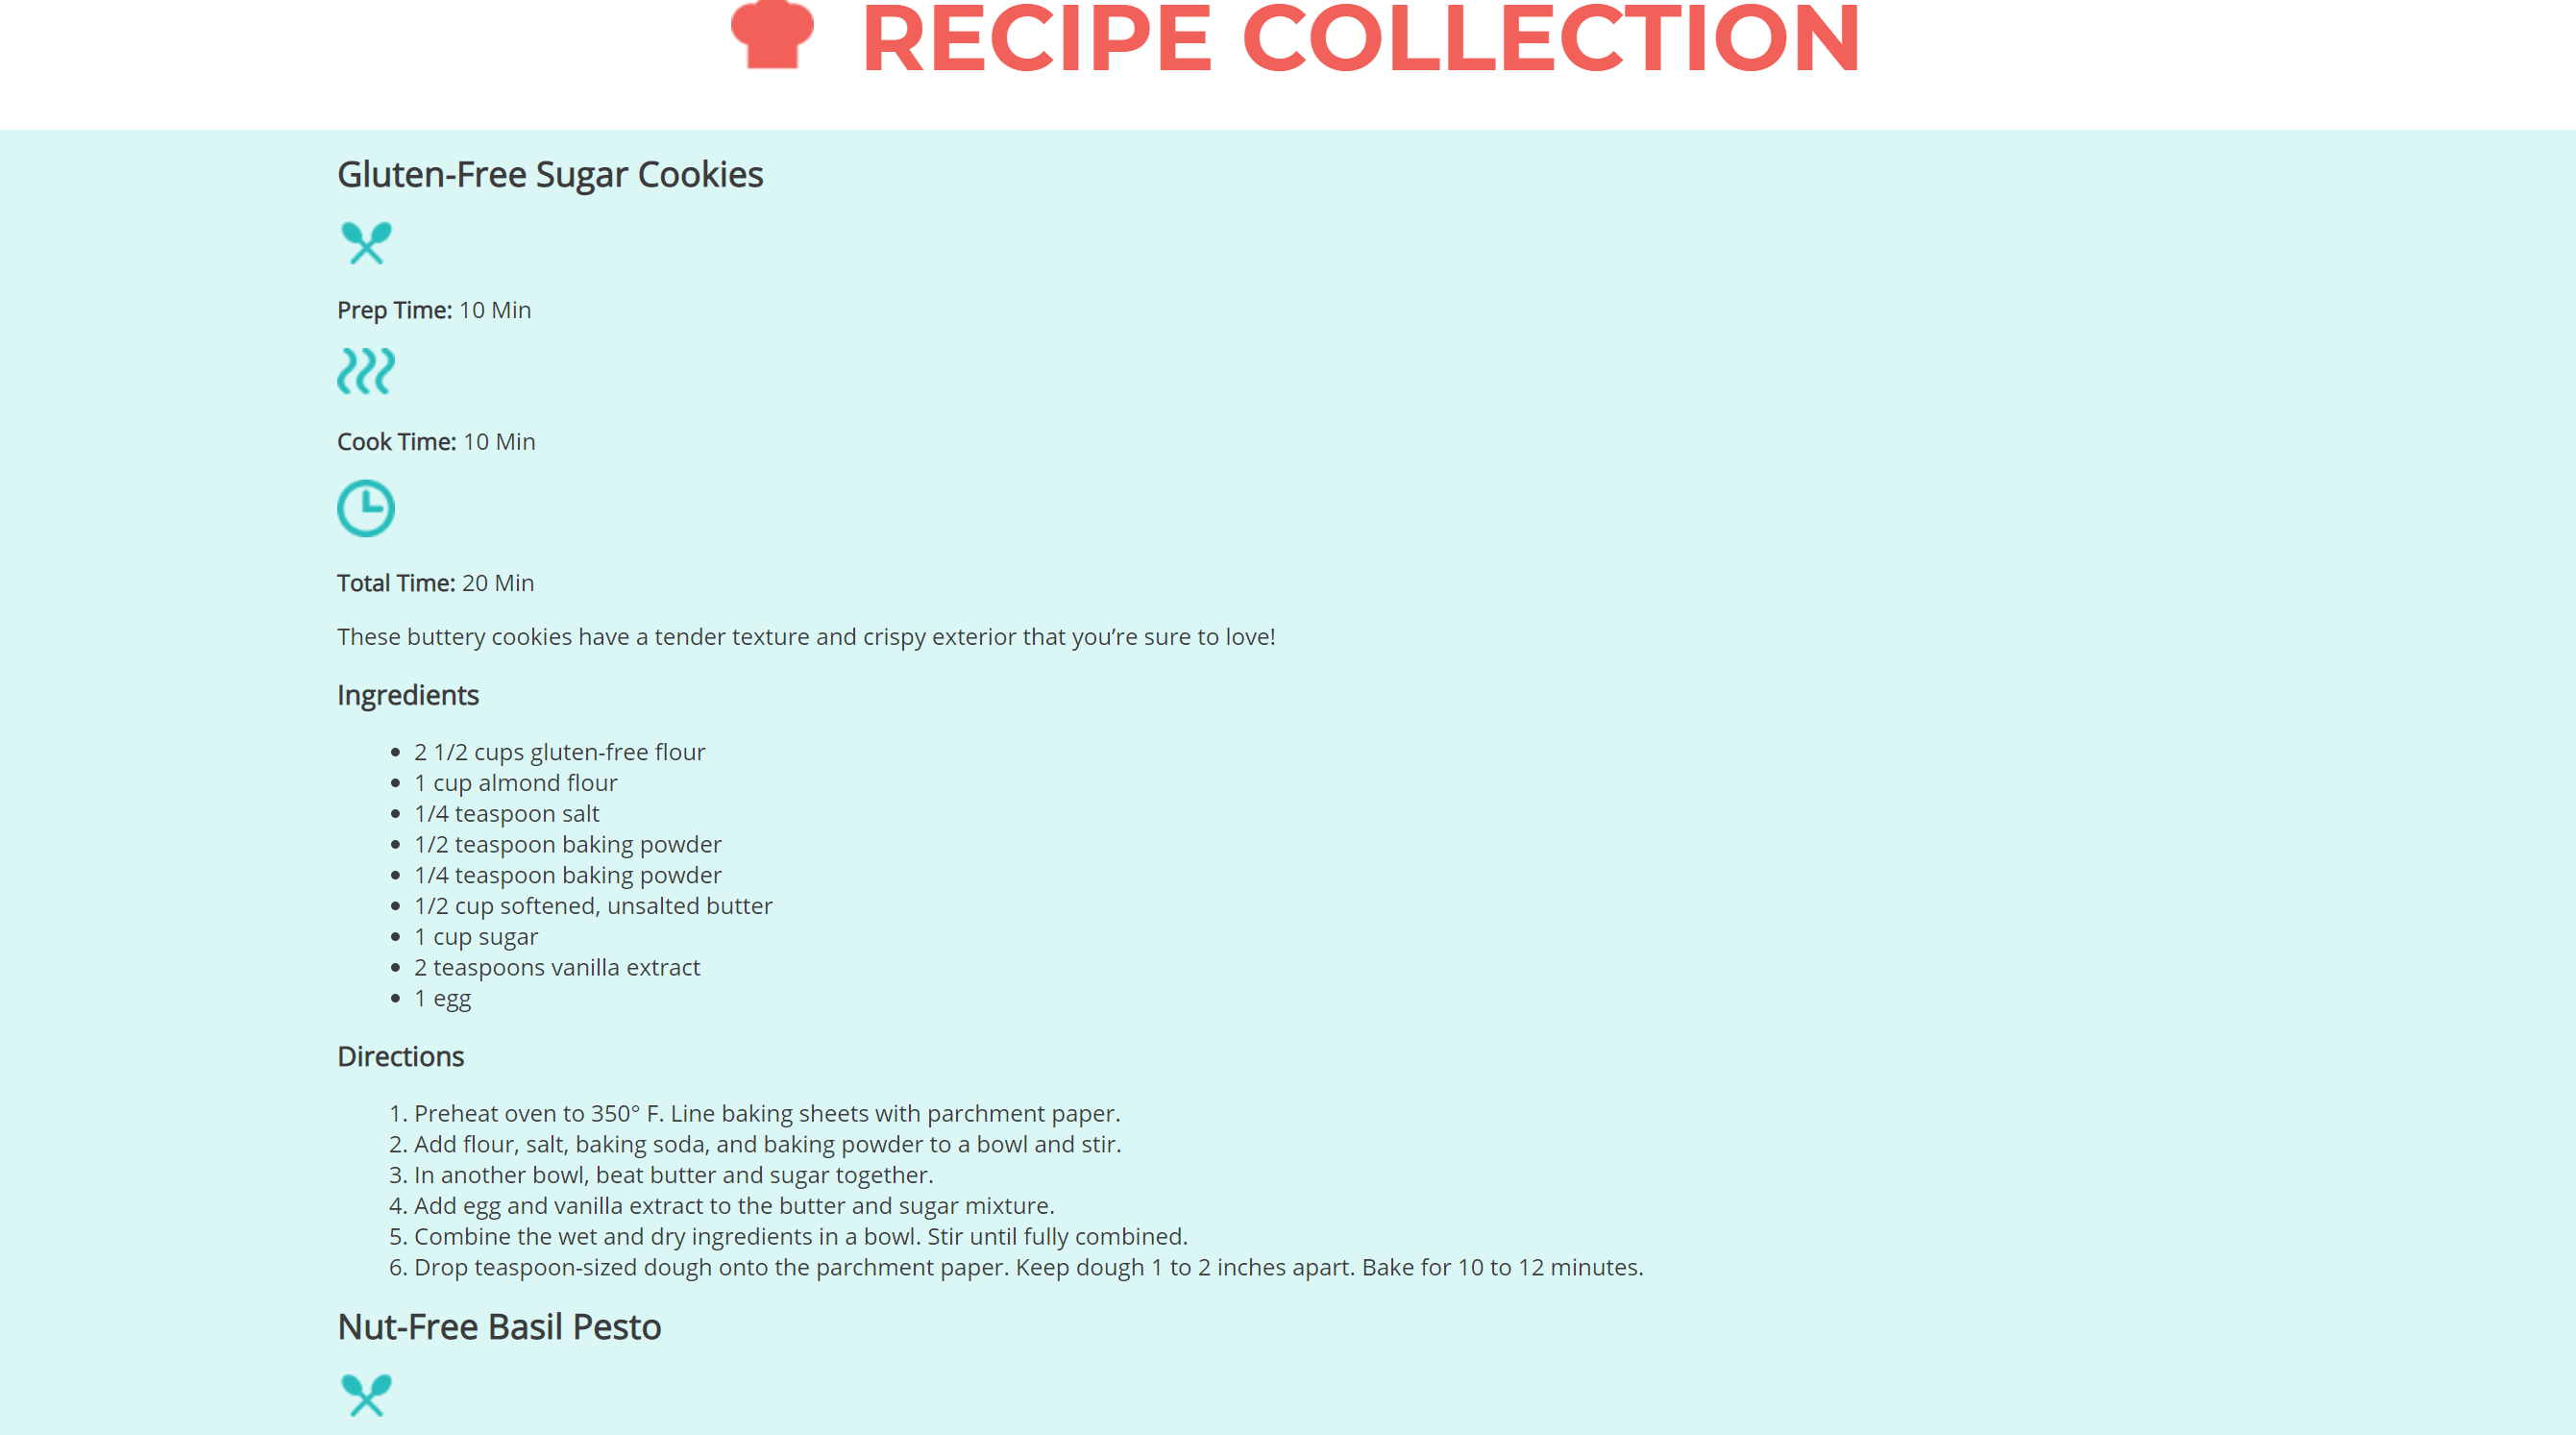 RECIPE COLLECTION
Gluten-Free Sugar Cookies
Prep Time: 10 Min
Cook Time: 10 Min
Total Time: 20 Min
These buttery cookies have a tender texture and crispy exterior that you’re sure to love!
Ingredients
• 2 1/2 cups gluten-free flour
• 1 cup almond flour
• 1/4 teaspoon salt
• 1/2 teaspoon baking powder
• 1/4 teaspoon baking powder
• 1/2 cup softened, unsalted butter
• 1 cup sugar
• 2 teaspoons vanilla extract
• 1 egg
Directions
1. Preheat oven to 350° F. Line baking sheets with parchment paper.
2. Add flour, salt, baking soda, and baking powder to a bowl and stir.
3. In another bowl, beat butter and sugar together.
4. Add egg and vanilla extract to the butter and sugar mixture.
5. Combine the wet and dry ingredients in a bowl. Stir until fully combined.
6. Drop teaspoon-sized dough onto the parchment paper. Keep dough 1 to 2 inches apart. Bake for 10 to 12 minutes.
Nut-Free Basil Pesto